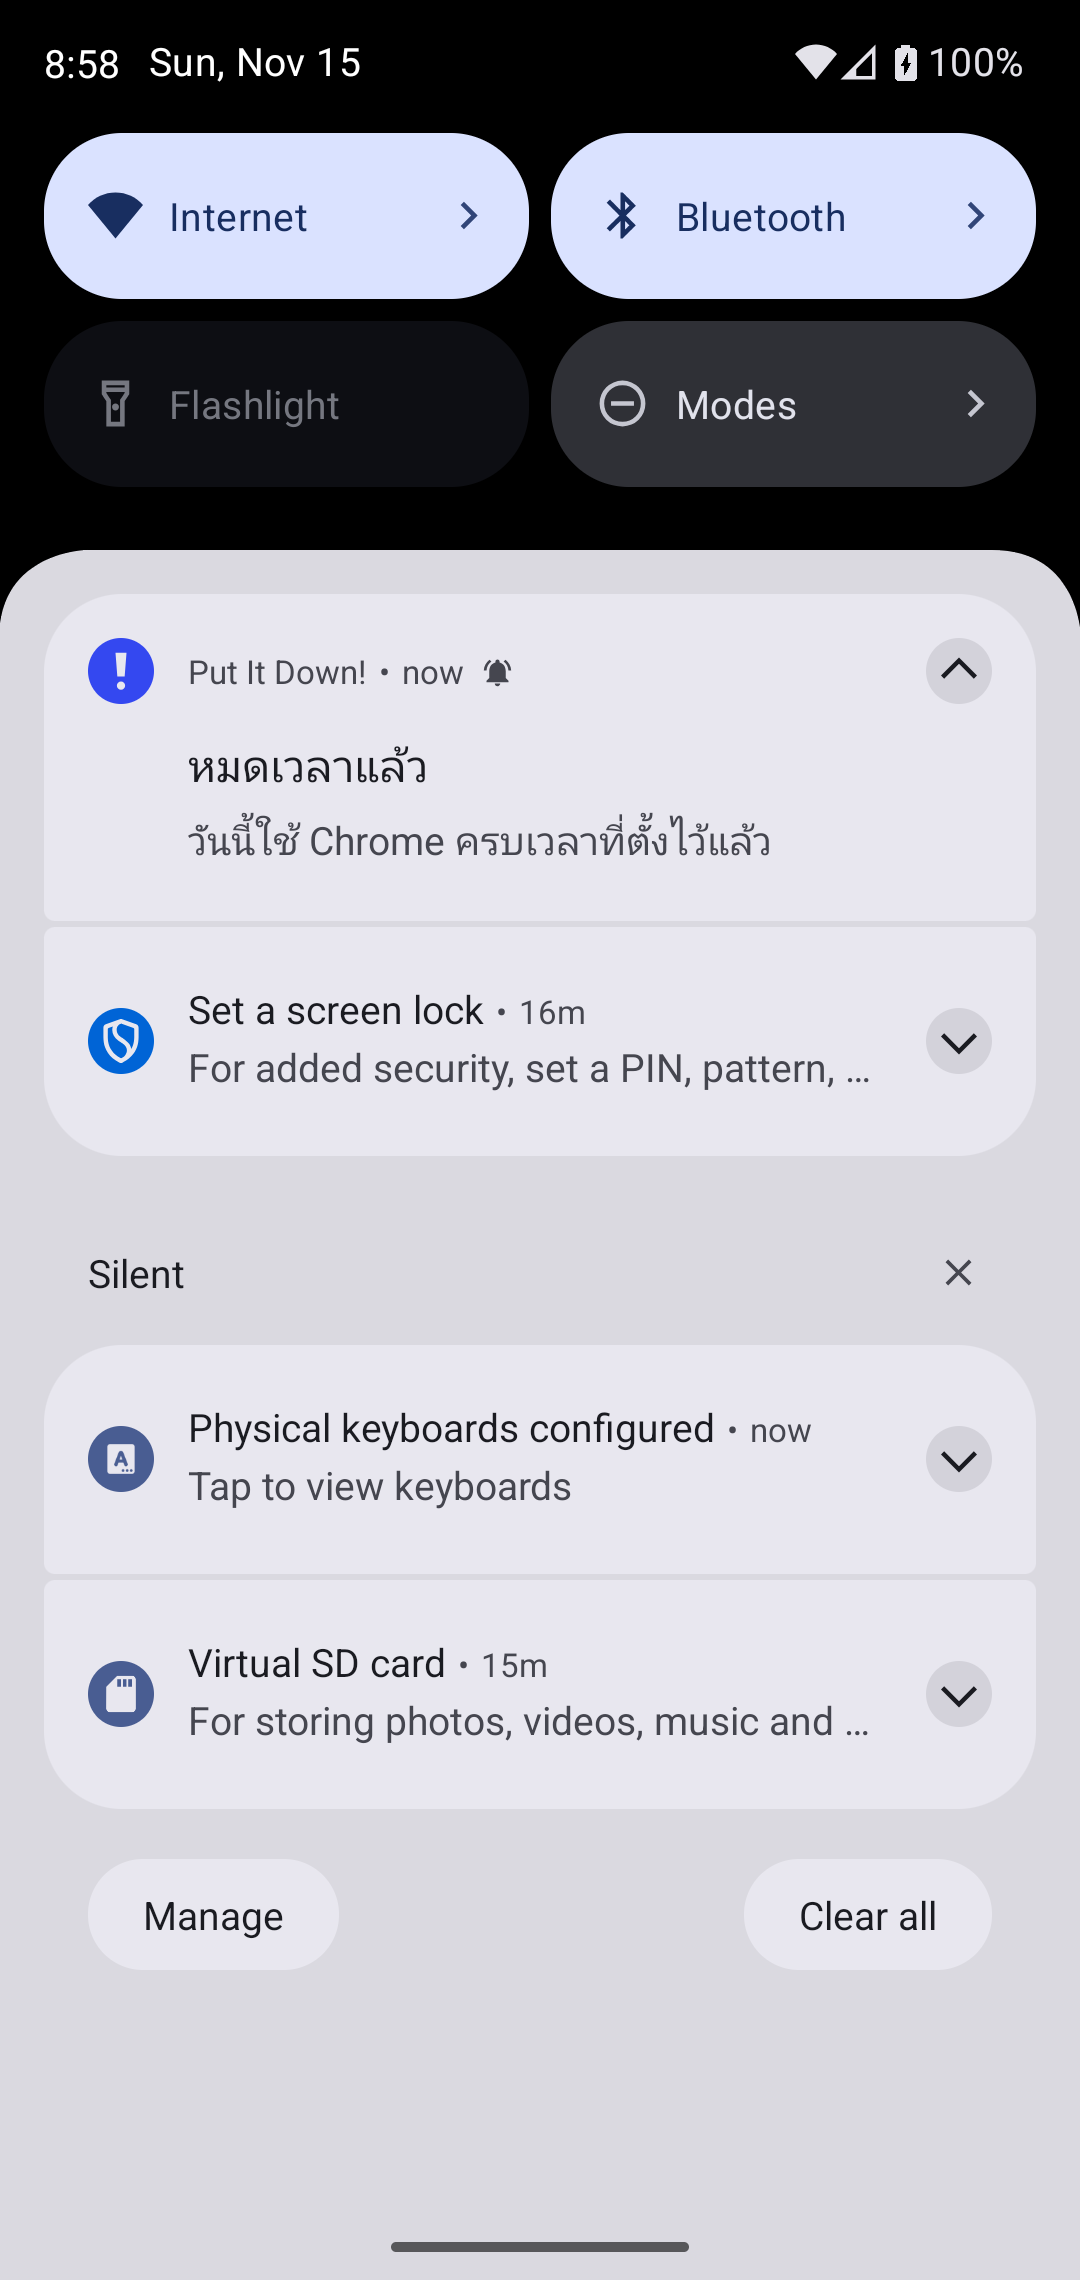 8:58 Sun, Nov 15 100%
Internet Bluetooth
Flashlight Modes
Put It Down! • now
หมดเวลาแล้ว
วันนี้ใช้ Chrome ครบเวลาที่ตั้งไว้แล้ว
Set a screen lock • 16m
For added security, set a PIN, pattern, …
Silent
Physical keyboards configured • now
Tap to view keyboards
Virtual SD card • 15m
For storing photos, videos, music and …
Manage Clear all